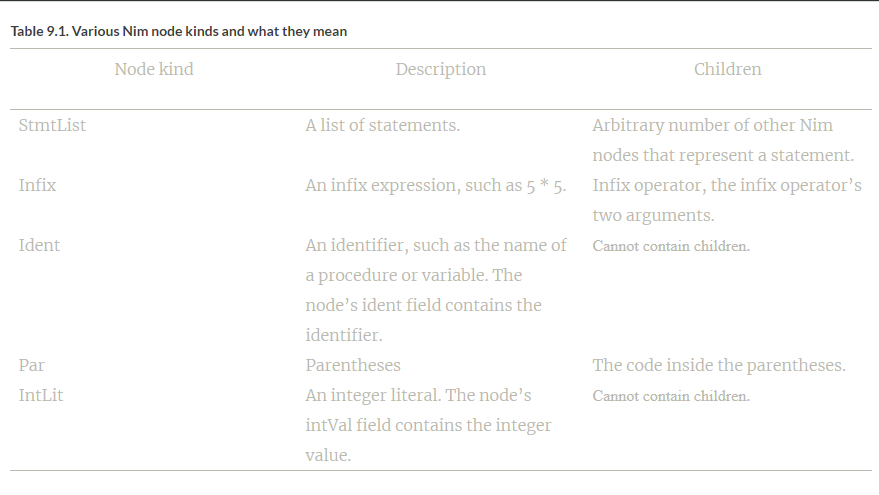 Table 9.1. Various Nim node kinds and what they mean
Node kind Description Children
StmtList A list of statements. Arbitrary number of other Nim
nodes that represent a statement.
Infix An infix expression, such as 5 * 5. Infix operator, the infix operator’s
two arguments.
Ident An identifier, such as the name of Cannot contain children.
a procedure or variable. The
node’s ident field contains the
identifier.
Par Parentheses The code inside the parentheses.
IntLit An integer literal. The node’s Cannot contain children.
intVal field contains the integer
value.